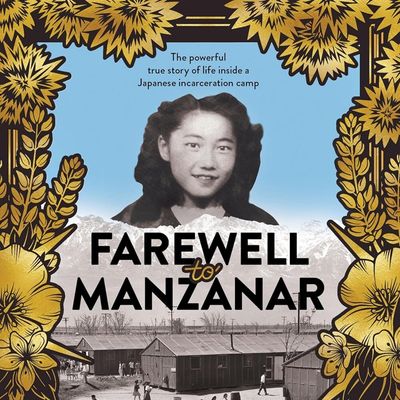 The powerful
true story of life inside a
Japanese incarceration camp
FAREWELL
to
MANZANAR